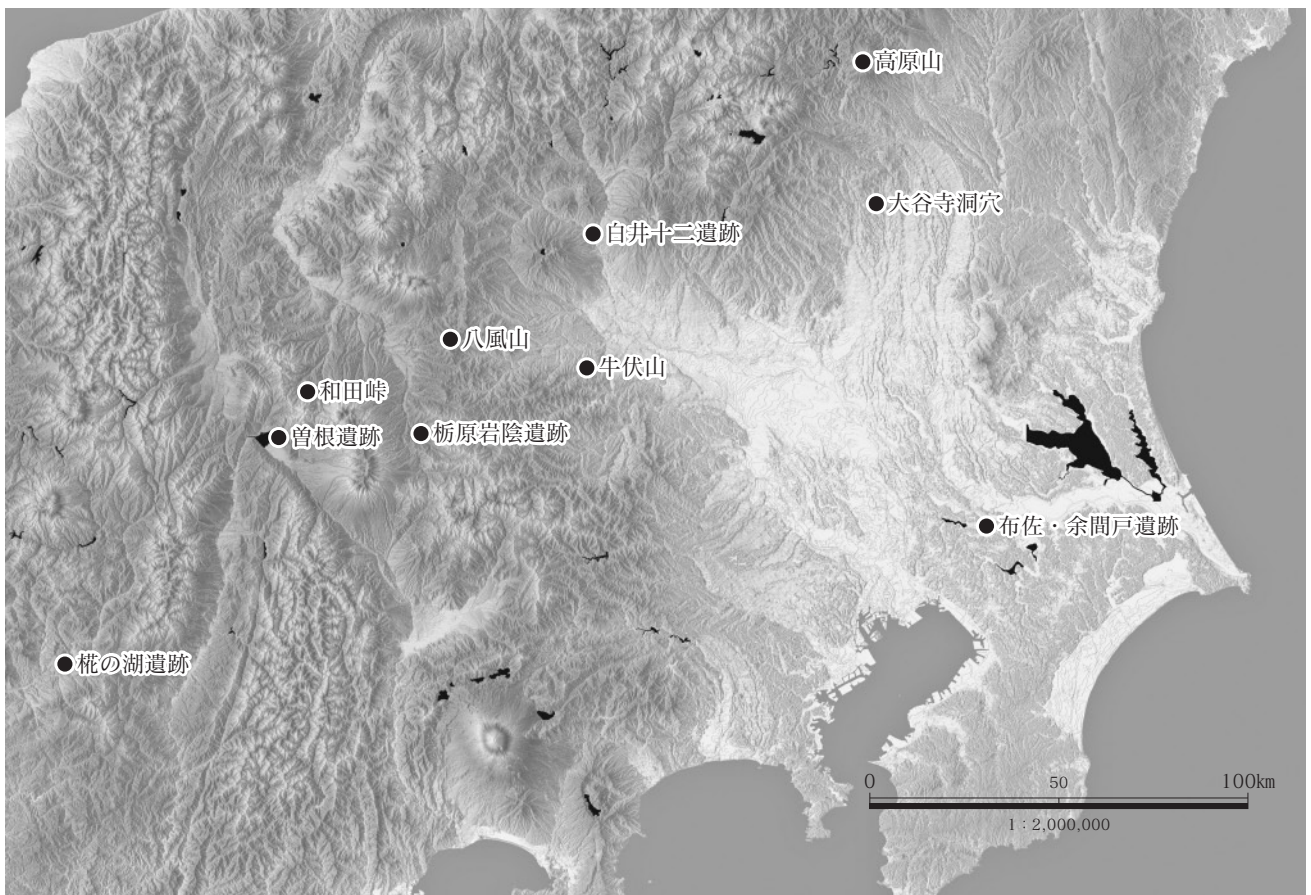 高原山
大谷寺洞穴
白井十二遺跡
八風山
牛伏山
和田峠
曽根遺跡
栃原岩陰遺跡
布佐・余間戸遺跡
椛の湖遺跡
0 50 100km
1：2,000,000